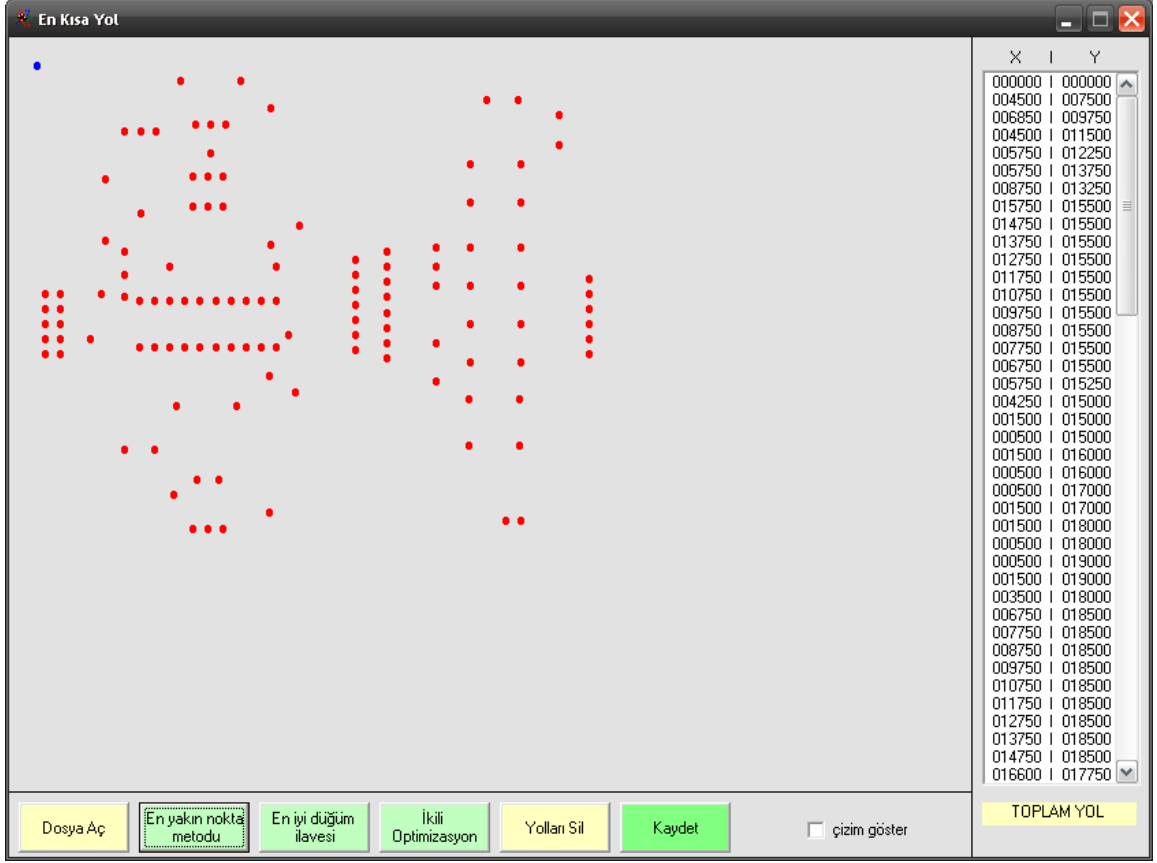 En Kısa Yol
X | Y
000000 | 000000
004500 | 007500
006850 | 009750
004500 | 011500
005750 | 012250
005750 | 013750
008750 | 013250
015750 | 015500
014750 | 015500
013750 | 015500
012750 | 015500
011750 | 015500
010750 | 015500
009750 | 015500
008750 | 015500
007750 | 015500
006750 | 015500
005750 | 015250
004250 | 015000
001500 | 015000
000500 | 015000
001500 | 016000
000500 | 016000
000500 | 017000
001500 | 017000
001500 | 018000
000500 | 018000
000500 | 019000
001500 | 019000
003500 | 018000
006750 | 018500
007750 | 018500
008750 | 018500
009750 | 018500
010750 | 018500
011750 | 018500
012750 | 018500
013750 | 018500
014750 | 018500
016600 | 017750
TOPLAM YOL
Dosya Aç
En yakın nokta
metodu
En iyi düğüm
ilavesi
İkili
Optimizasyon
Yolları Sil
Kaydet
çizim göster